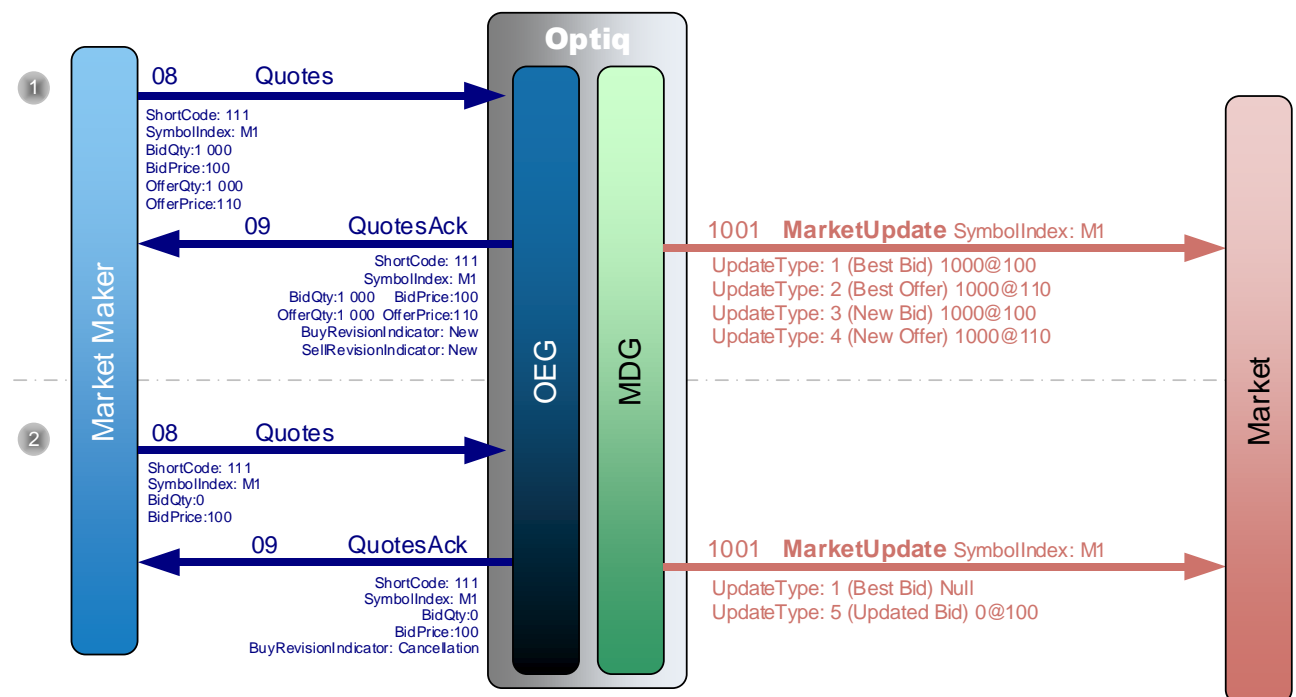 Optiq
1
08 Quotes
ShortCode: 111
SymbolIndex: M1
BidQty:1 000
BidPrice:100
OfferQty:1 000
OfferPrice:110
09 QuotesAck
ShortCode: 111
SymbolIndex: M1
BidQty:1 000 BidPrice:100
OfferQty:1 000 OfferPrice:110
BuyRevisionIndicator: New
SellRevisionIndicator: New
1001 MarketUpdate SymbolIndex: M1
UpdateType: 1 (Best Bid) 1000@100
UpdateType: 2 (Best Offer) 1000@110
UpdateType: 3 (New Bid) 1000@100
UpdateType: 4 (New Offer) 1000@110
Market Maker
OEG
MDG
Market
2
08 Quotes
ShortCode: 111
SymbolIndex: M1
BidQty:0
BidPrice:100
09 QuotesAck
ShortCode: 111
SymbolIndex: M1
BidQty:0
BidPrice:100
BuyRevisionIndicator: Cancellation
1001 MarketUpdate SymbolIndex: M1
UpdateType: 1 (Best Bid) Null
UpdateType: 5 (Updated Bid) 0@100